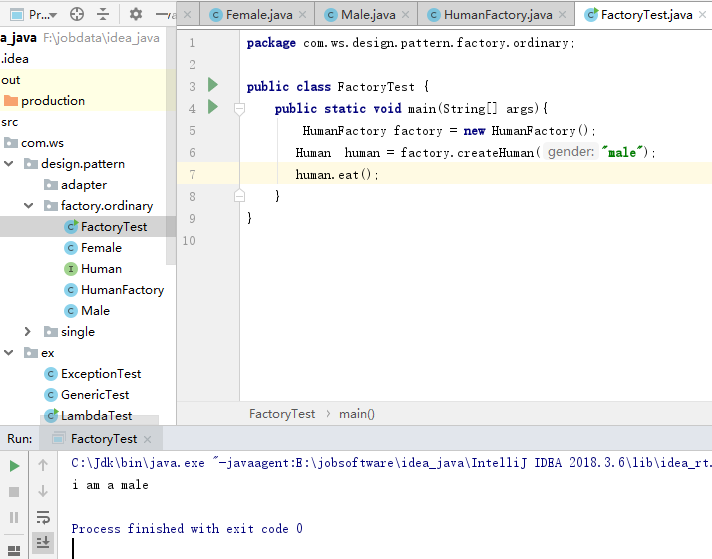 Pr...
Female.java
Male.java
HumanFactory.java
FactoryTest.java
a_java F:\jobdata\idea_java
.idea
out
production
src
com.ws
design.pattern
adapter
factory.ordinary
FactoryTest
Female
Human
HumanFactory
Male
single
ex
ExceptionTest
GenericTest
LambdaTest
1 package com.ws.design.pattern.factory.ordinary;
2
3 public class FactoryTest {
4 public static void main(String[] args){
5 HumanFactory factory = new HumanFactory();
6 Human human = factory.createHuman( gender: "male");
7 human.eat();
8 }
9 }
10
FactoryTest > main()
Run: FactoryTest
C:\Jdk\bin\java.exe "-javaagent:E:\jobsoftware\idea_java\IntelliJ IDEA 2018.3.6\lib\idea_rt.
i am a male
Process finished with exit code 0